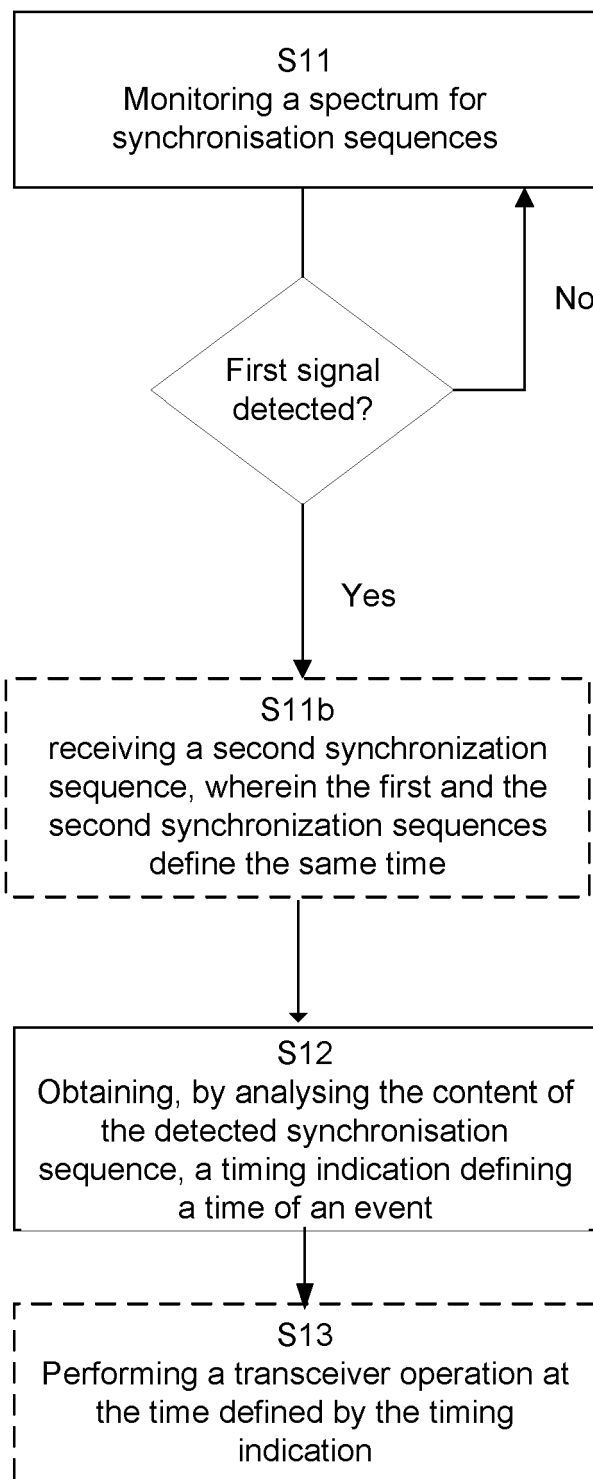 S11
Monitoring a spectrum for
synchronisation sequences
No
First signal
detected?
Yes
S11b
receiving a second synchronization
sequence, wherein the first and the
second synchronization sequences
define the same time
S12
Obtaining, by analysing the content of
the detected synchronisation
sequence, a timing indication defining
a time of an event
S13
Performing a transceiver operation at
the time defined by the timing
indication